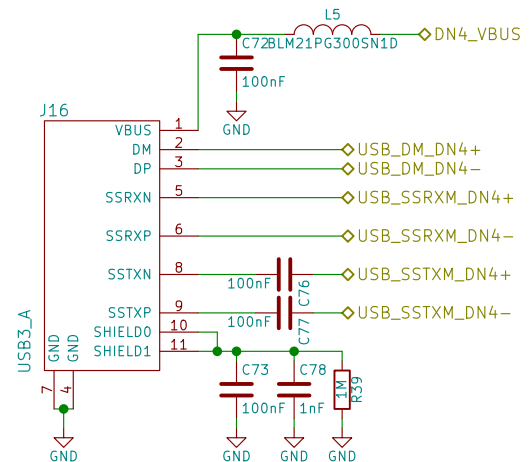 L5
C72
BLM21PG300SN1D
DN4_VBUS
100nF
GND
J16
VBUS
1
DM
2
USB_DM_DN4+
DP
3
USB_DM_DN4-
SSRXN
5
USB_SSRXM_DN4+
SSRXP
6
USB_SSRXM_DN4-
SSTXN
8
100nF
C76
USB_SSTXM_DN4+
SSTXP
9
100nF
C77
USB_SSTXM_DN4-
SHIELD0
10
SHIELD1
11
USB3_A
GND
GND
7
4
C73
100nF
C78
1nF
1M
R39
GND
GND
GND
GND